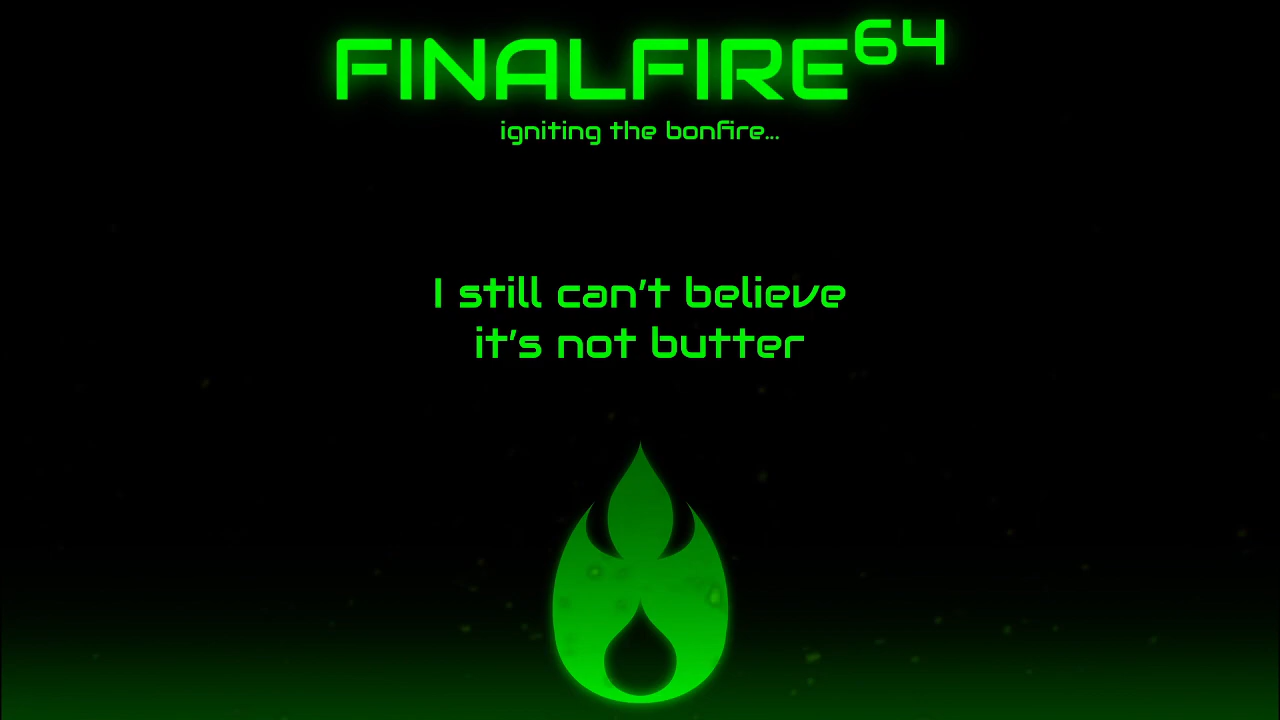 FINALFIRE⁶⁴
igniting the bonfire...
I still can't believe
it's not butter